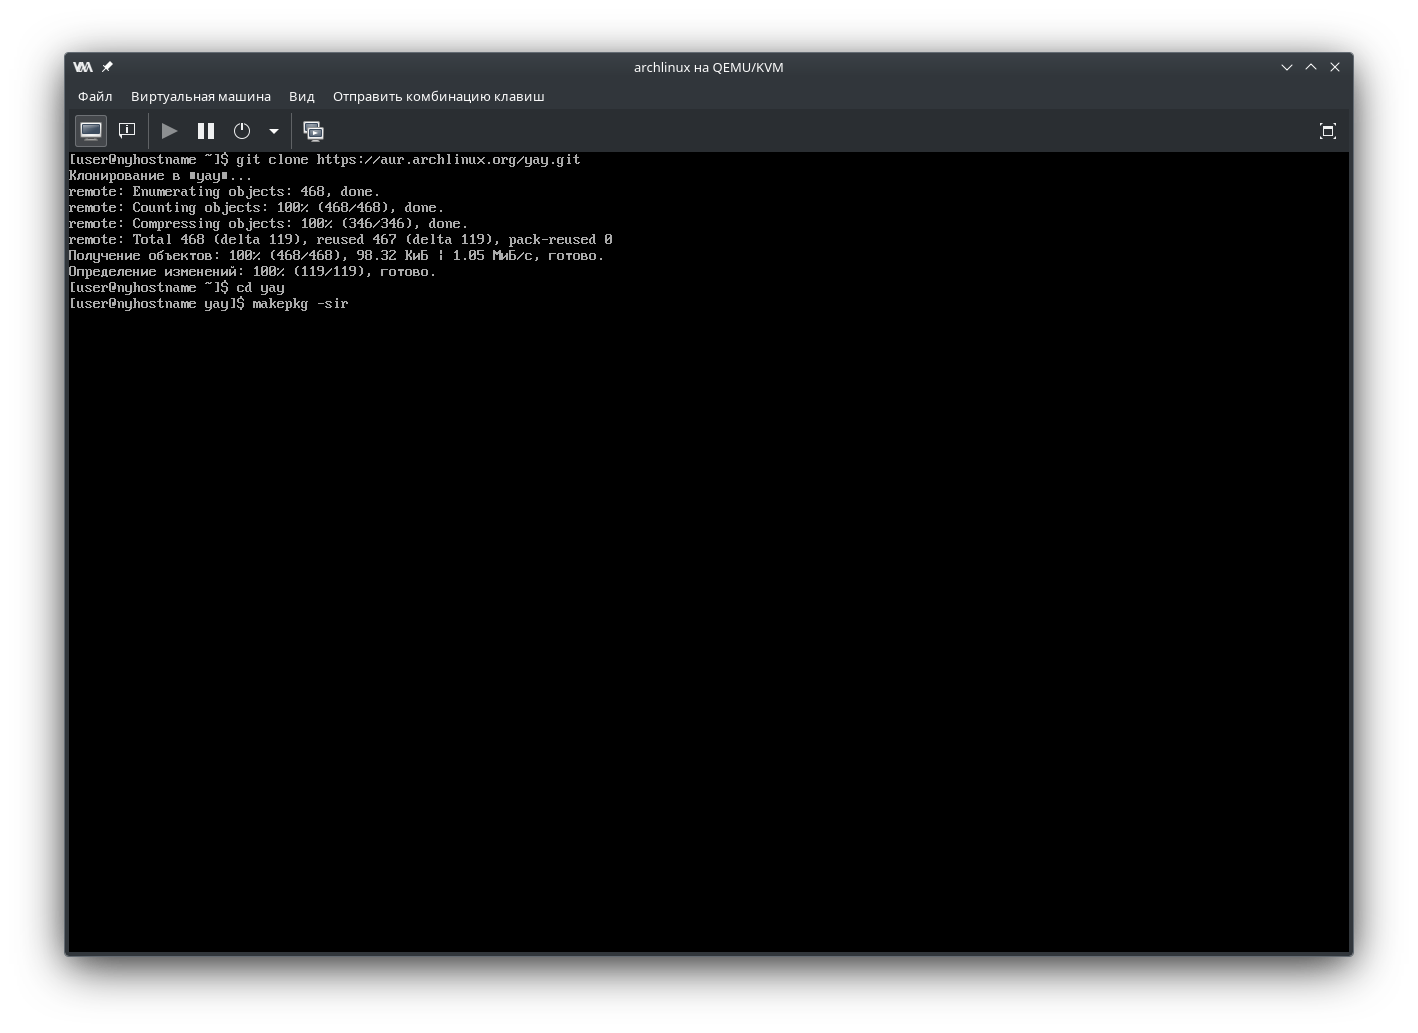 archlinux на QEMU/KVM
Файл Виртуальная машина Вид Отправить комбинацию клавиш
[user@nyhostname ~]$ git clone https://aur.archlinux.org/yay.git
Клонирование в ▪yay▪...
remote: Enumerating objects: 468, done.
remote: Counting objects: 100% (468/468), done.
remote: Compressing objects: 100% (346/346), done.
remote: Total 468 (delta 119), reused 467 (delta 119), pack-reused 0
Получение объектов: 100% (468/468), 98.32 КиБ | 1.05 МиБ/с, готово.
Определение изменений: 100% (119/119), готово.
[user@nyhostname ~]$ cd yay
[user@nyhostname yay]$ makepkg -sir